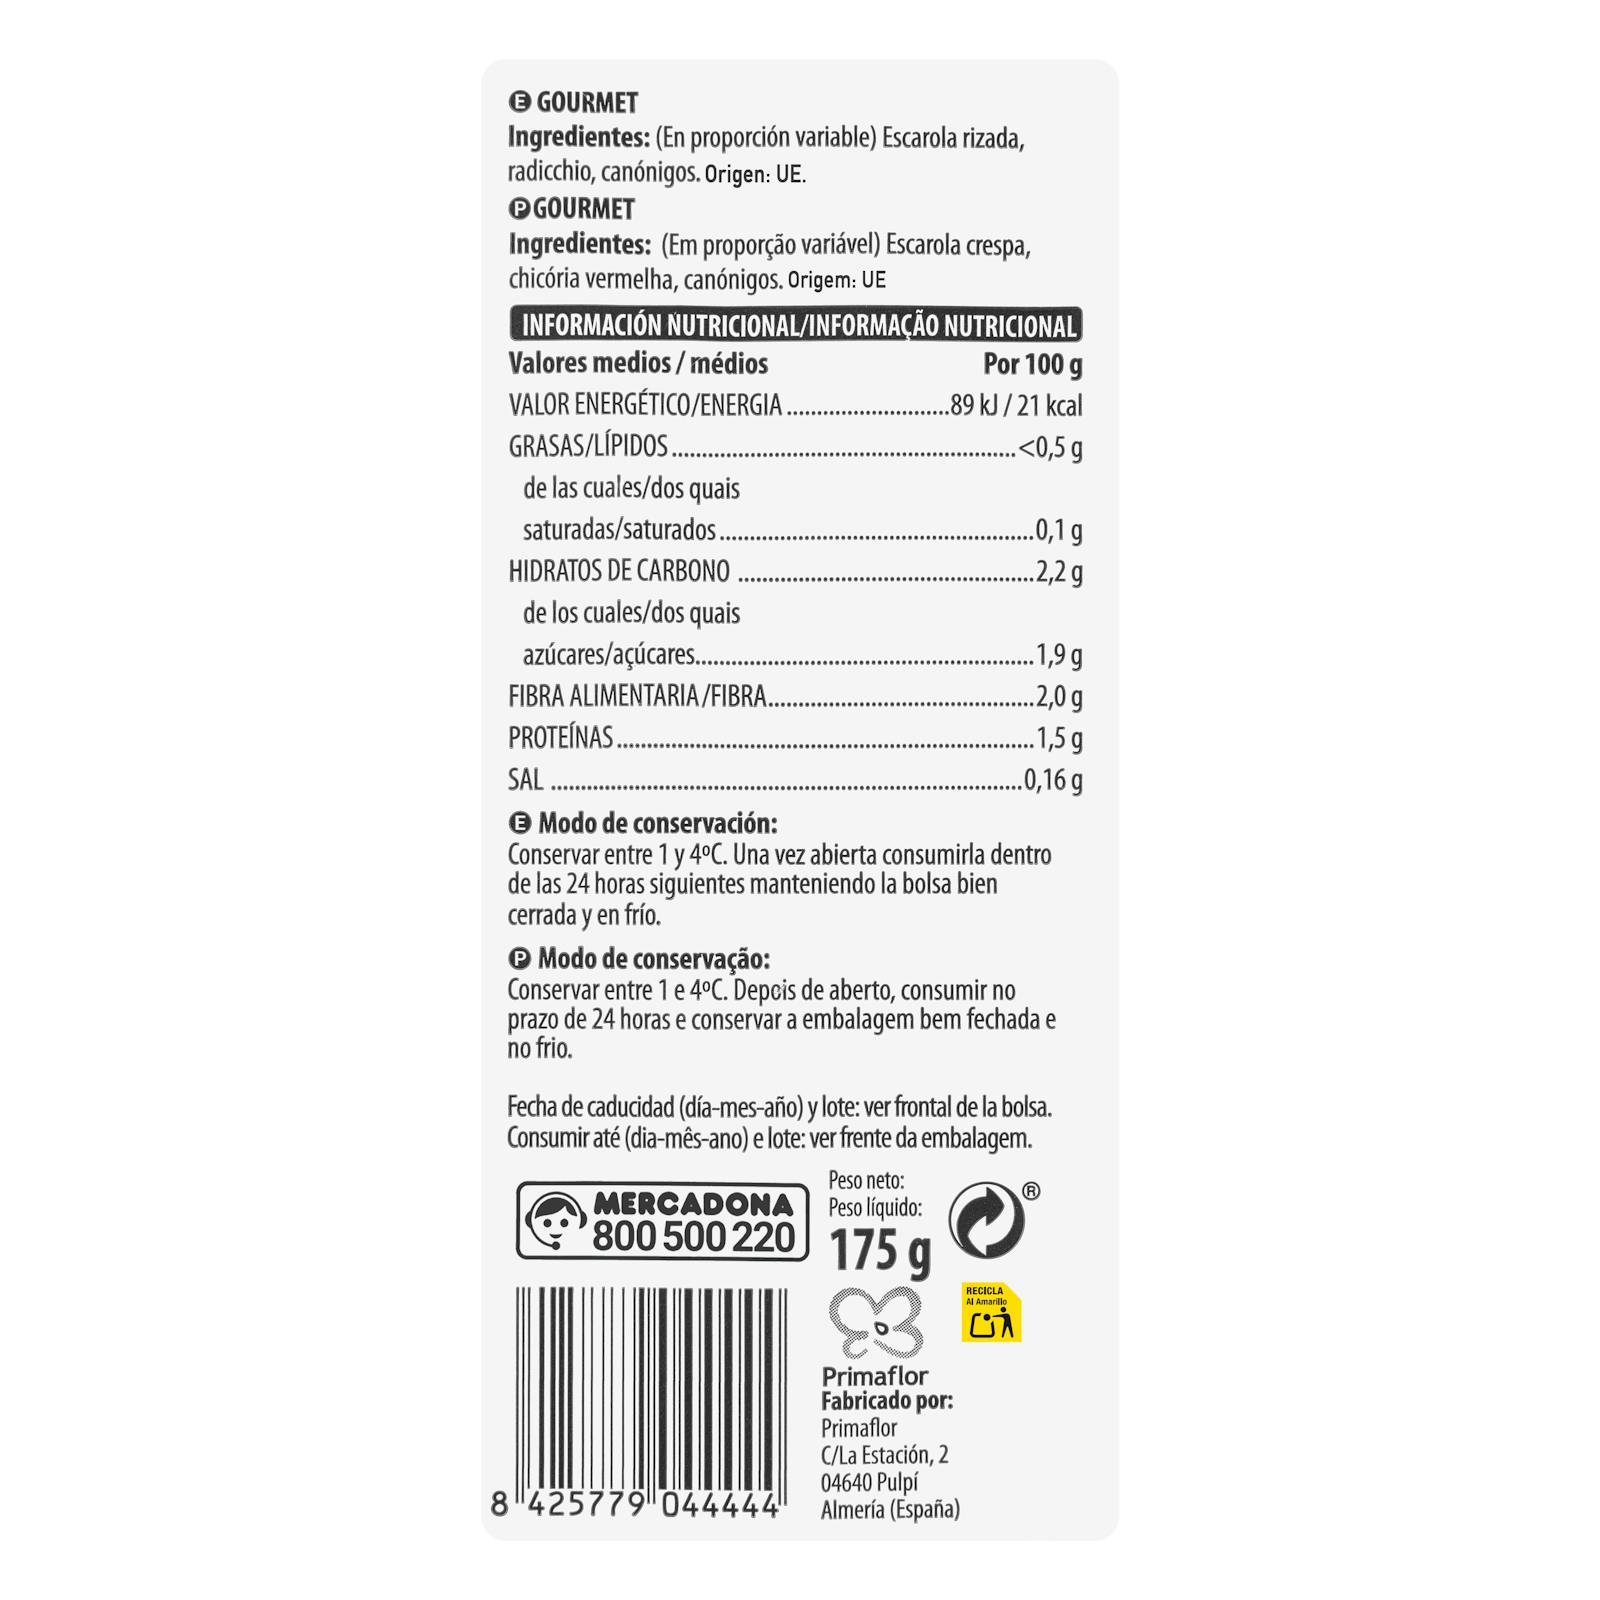 E GOURMET
Ingredientes: (En proporción variable) Escarola rizada,
radicchio, canónigos. Origen: UE.
P GOURMET
Ingredientes: (Em proporção variável) Escarola crespa,
chicória vermelha, canónigos. Origem: UE
INFORMACIÓN NUTRICIONAL/INFORMAÇÃO NUTRICIONAL
Valores medios / médios Por 100 g
VALOR ENERGÉTICO/ENERGIA ......................89 kJ / 21 kcal
GRASAS/LÍPIDOS ..............................................<0,5 g
de las cuales/dos quais
saturadas/saturados ..........................................0,1 g
HIDRATOS DE CARBONO .......................................2,2 g
de los cuales/dos quais
azúcares/açúcares.............................................1,9 g
FIBRA ALIMENTARIA/FIBRA...................................2,0 g
PROTEÍNAS .......................................................1,5 g
SAL ...............................................................0,16 g
E Modo de conservación:
Conservar entre 1 y 4ºC. Una vez abierta consumirla dentro
de las 24 horas siguientes manteniendo la bolsa bien
cerrada y en frío.
P Modo de conservação:
Conservar entre 1 e 4ºC. Depois de aberto, consumir no
prazo de 24 horas e conservar a embalagem bem fechada e
no frio.
Fecha de caducidad (día-mes-año) y lote: ver frontal de la bolsa.
Consumir até (dia-mês-ano) e lote: ver frente da embalagem.
MERCADONA
800 500 220
Peso neto:
Peso líquido:
175 g
®
RECICLA
Al Amarillo
Primaflor
Fabricado por:
Primaflor
C/La Estación, 2
04640 Pulpí
Almería (España)
8 425779 044444